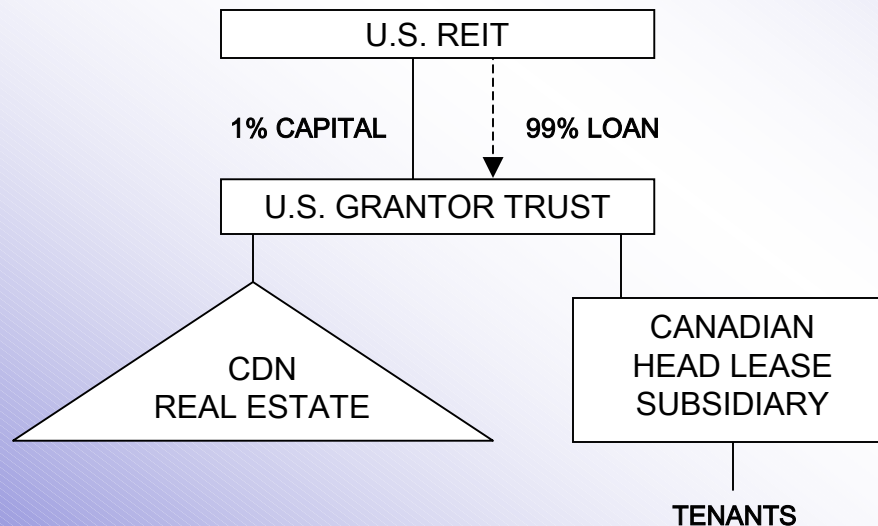 U.S. REIT
1% CAPITAL
99% LOAN
U.S. GRANTOR TRUST
CDN
REAL ESTATE
CANADIAN
HEAD LEASE
SUBSIDIARY
TENANTS